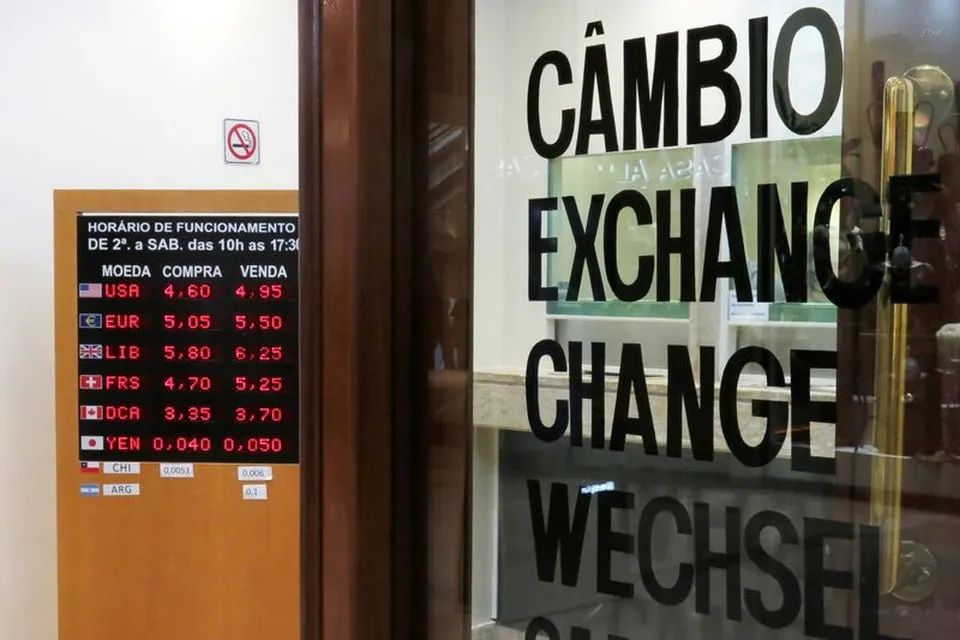 HORÁRIO DE FUNCIONAMENTO
DE 2ª. a SAB. das 10h as 17:30
MOEDA COMPRA VENDA
USA 4,60 4,95
EUR 5,05 5,50
LIB 5,80 6,25
FRS 4,70 5,25
DCA 3,35 3,70
YEN 0,040 0,050
CHI 0,0053 0,006
ARG 0,1
CÂMBIO
EXCHANGE
CHANGE
WECHSEL